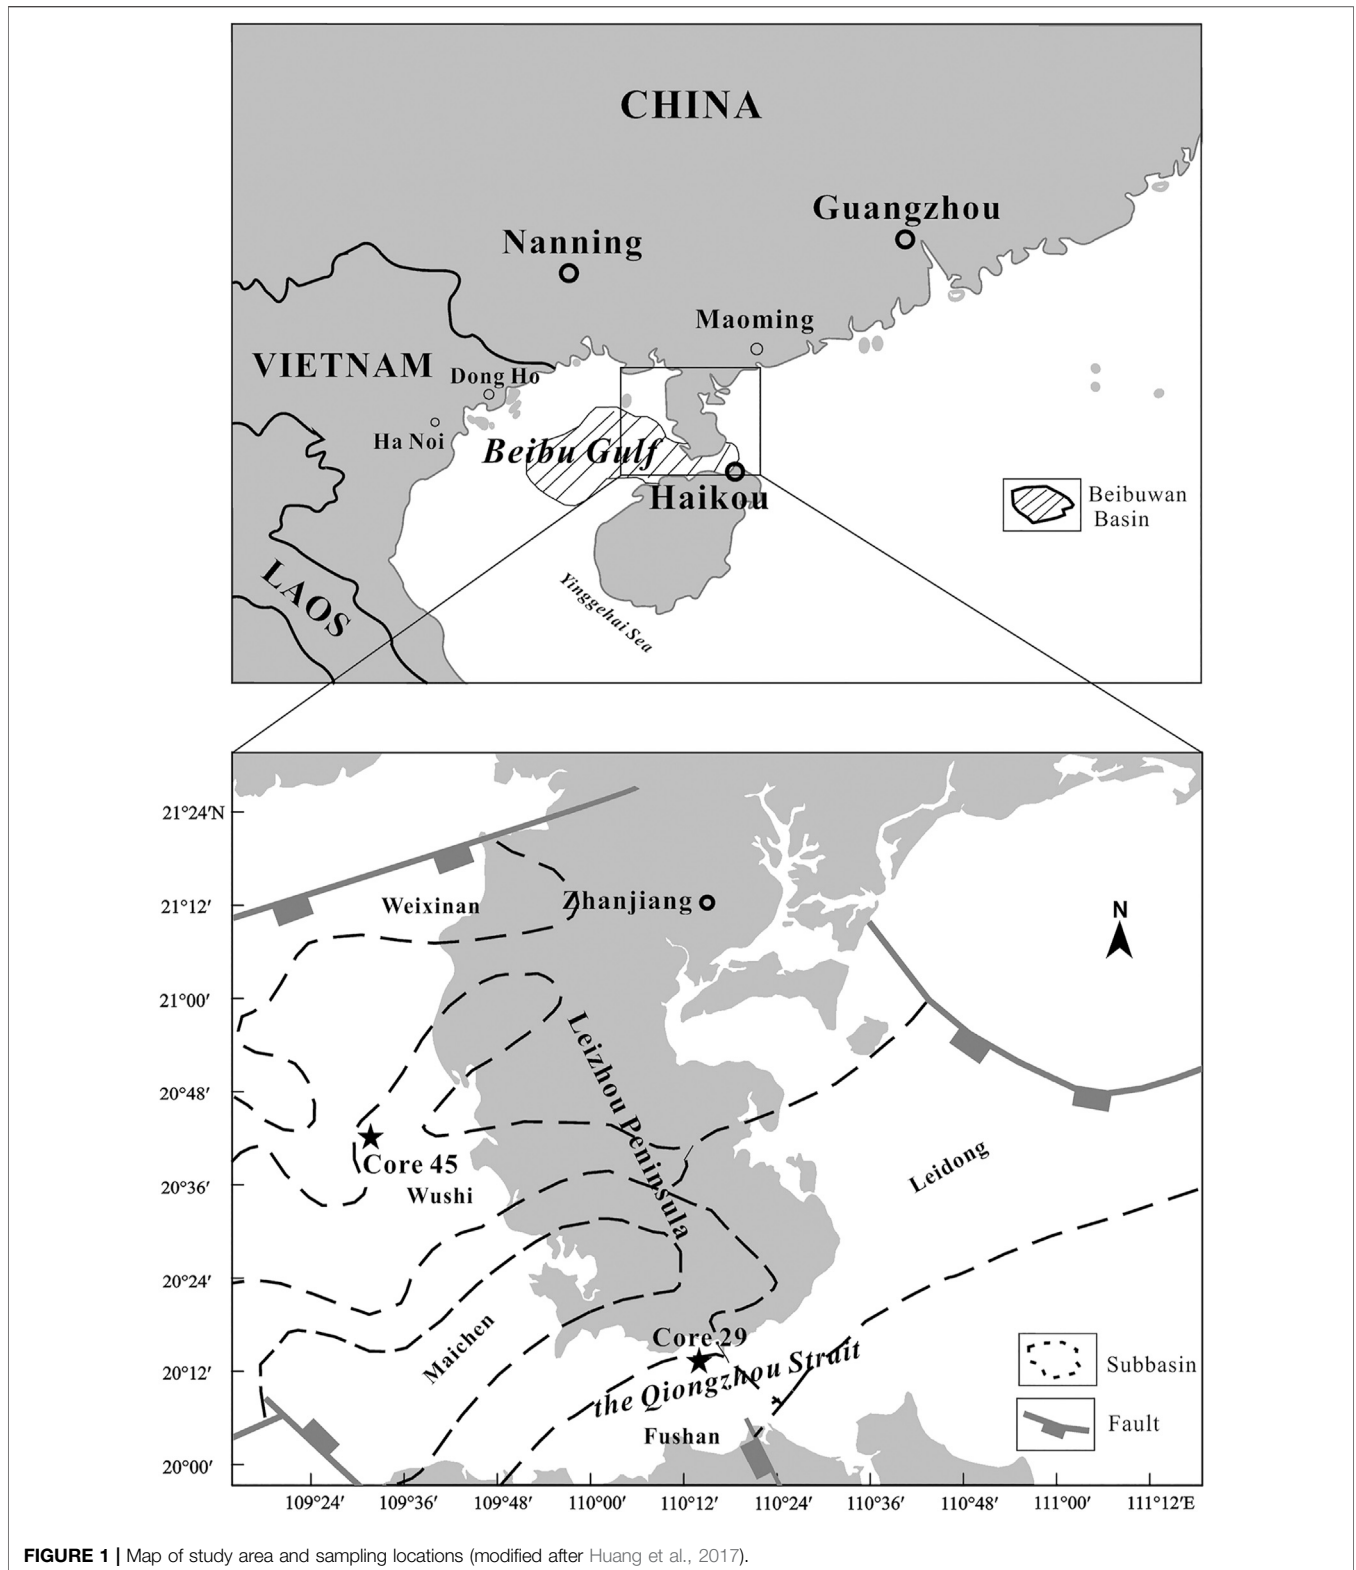 CHINA
Guangzhou
Nanning
Maoming
VIETNAM
Dong Ho
Ha Noi
Beibu Gulf
Haikou
Beibuwan
Basin
LAOS
Yinggehai Sea
21°24′N
21°12′
21°00′
20°48′
20°36′
20°24′
20°12′
20°00′
Weixinan
Zhanjiang
N
Leizhou Peninsula
Core 45
Wushi
Leidong
Maichen
Core 29
the Qiongzhou Strait
Fushan
Subbasin
Fault
109°24′
109°36′
109°48′
110°00′
110°12′
110°24′
110°36′
110°48′
111°00′
111°12′E
FIGURE 1 | Map of study area and sampling locations (modified after Huang et al., 2017).